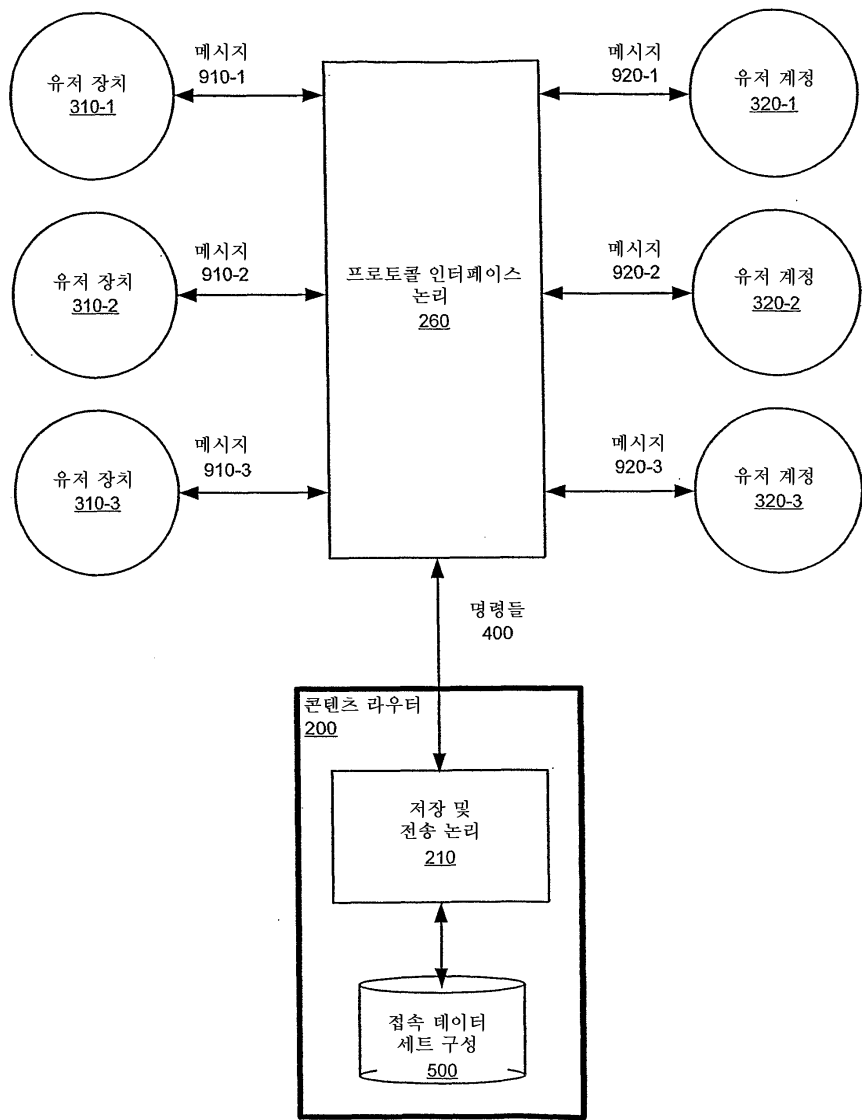 유저 장치
310-1
메시지
910-1
메시지
920-1
유저 계정
320-1
유저 장치
310-2
메시지
910-2
프로토콜 인터페이스
논리
260
메시지
920-2
유저 계정
320-2
유저 장치
310-3
메시지
910-3
메시지
920-3
유저 계정
320-3
명령들
400
콘텐츠 라우터
200
저장 및
전송 논리
210
접속 데이터
세트 구성
500